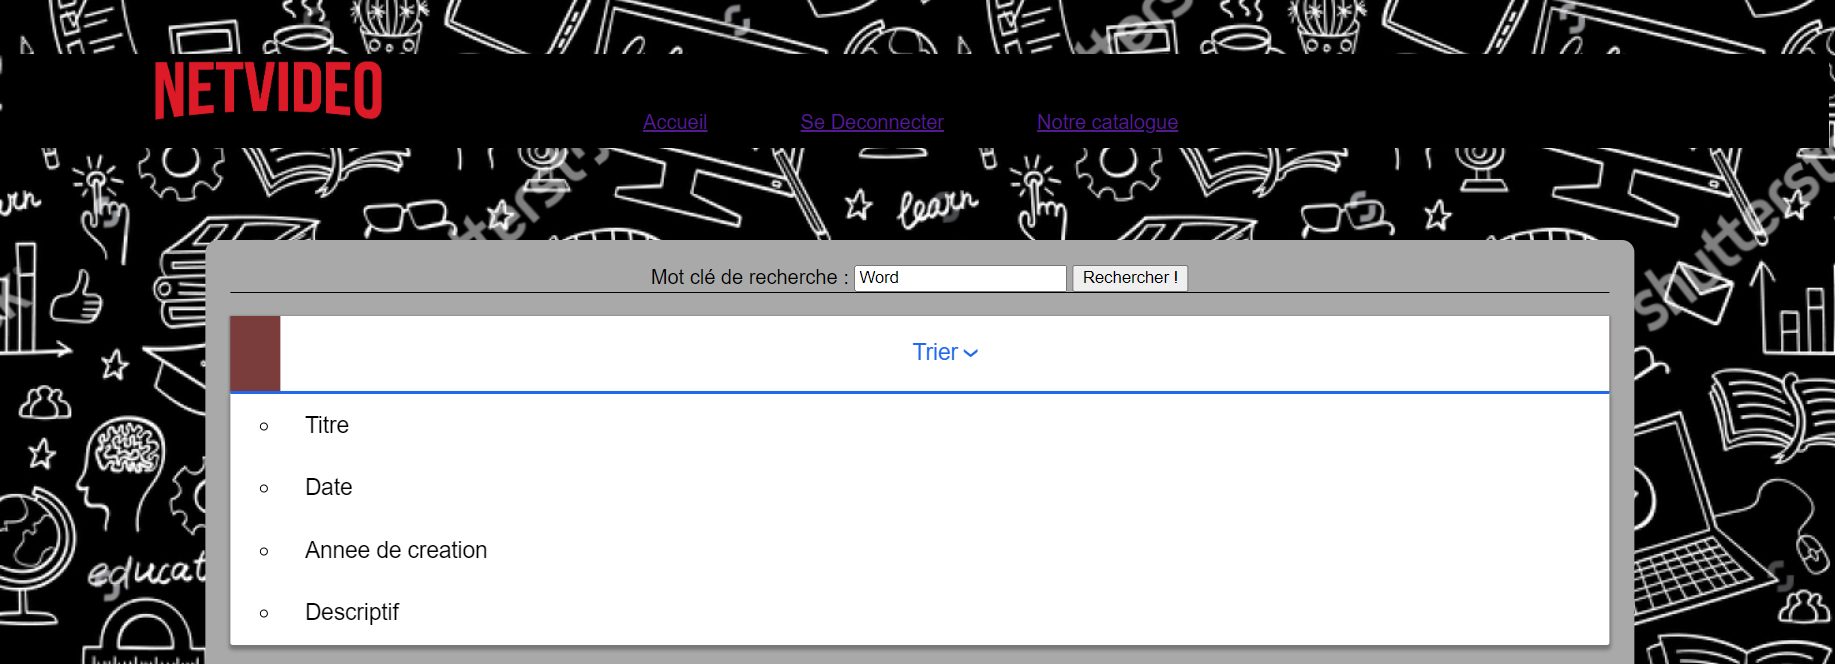 NETVIDEO
Accueil Se Deconnecter Notre catalogue
learn
Mot clé de recherche : Word Rechercher !
Trier
Titre
Date
Annee de creation
Descriptif
educat
shutterst